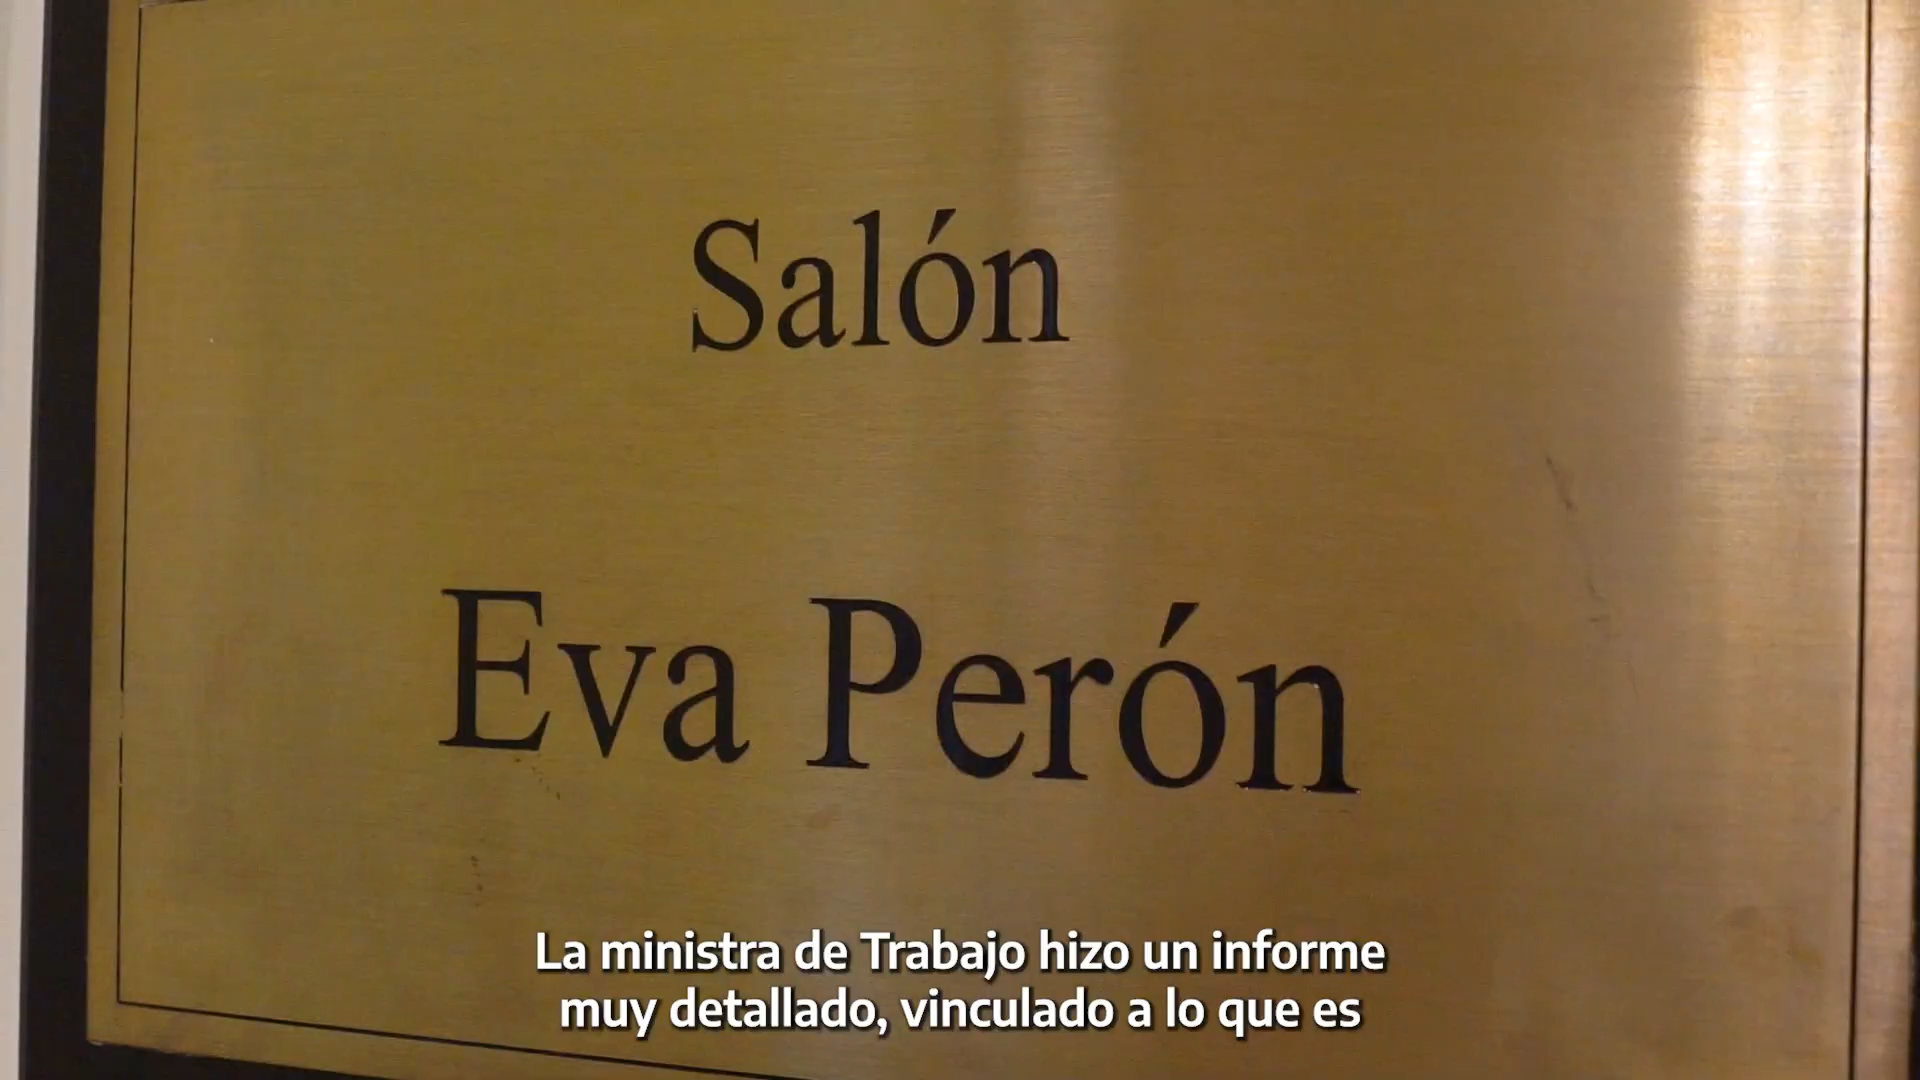 Salón
Eva Perón
La ministra de Trabajo hizo un informe
muy detallado, vinculado a lo que es